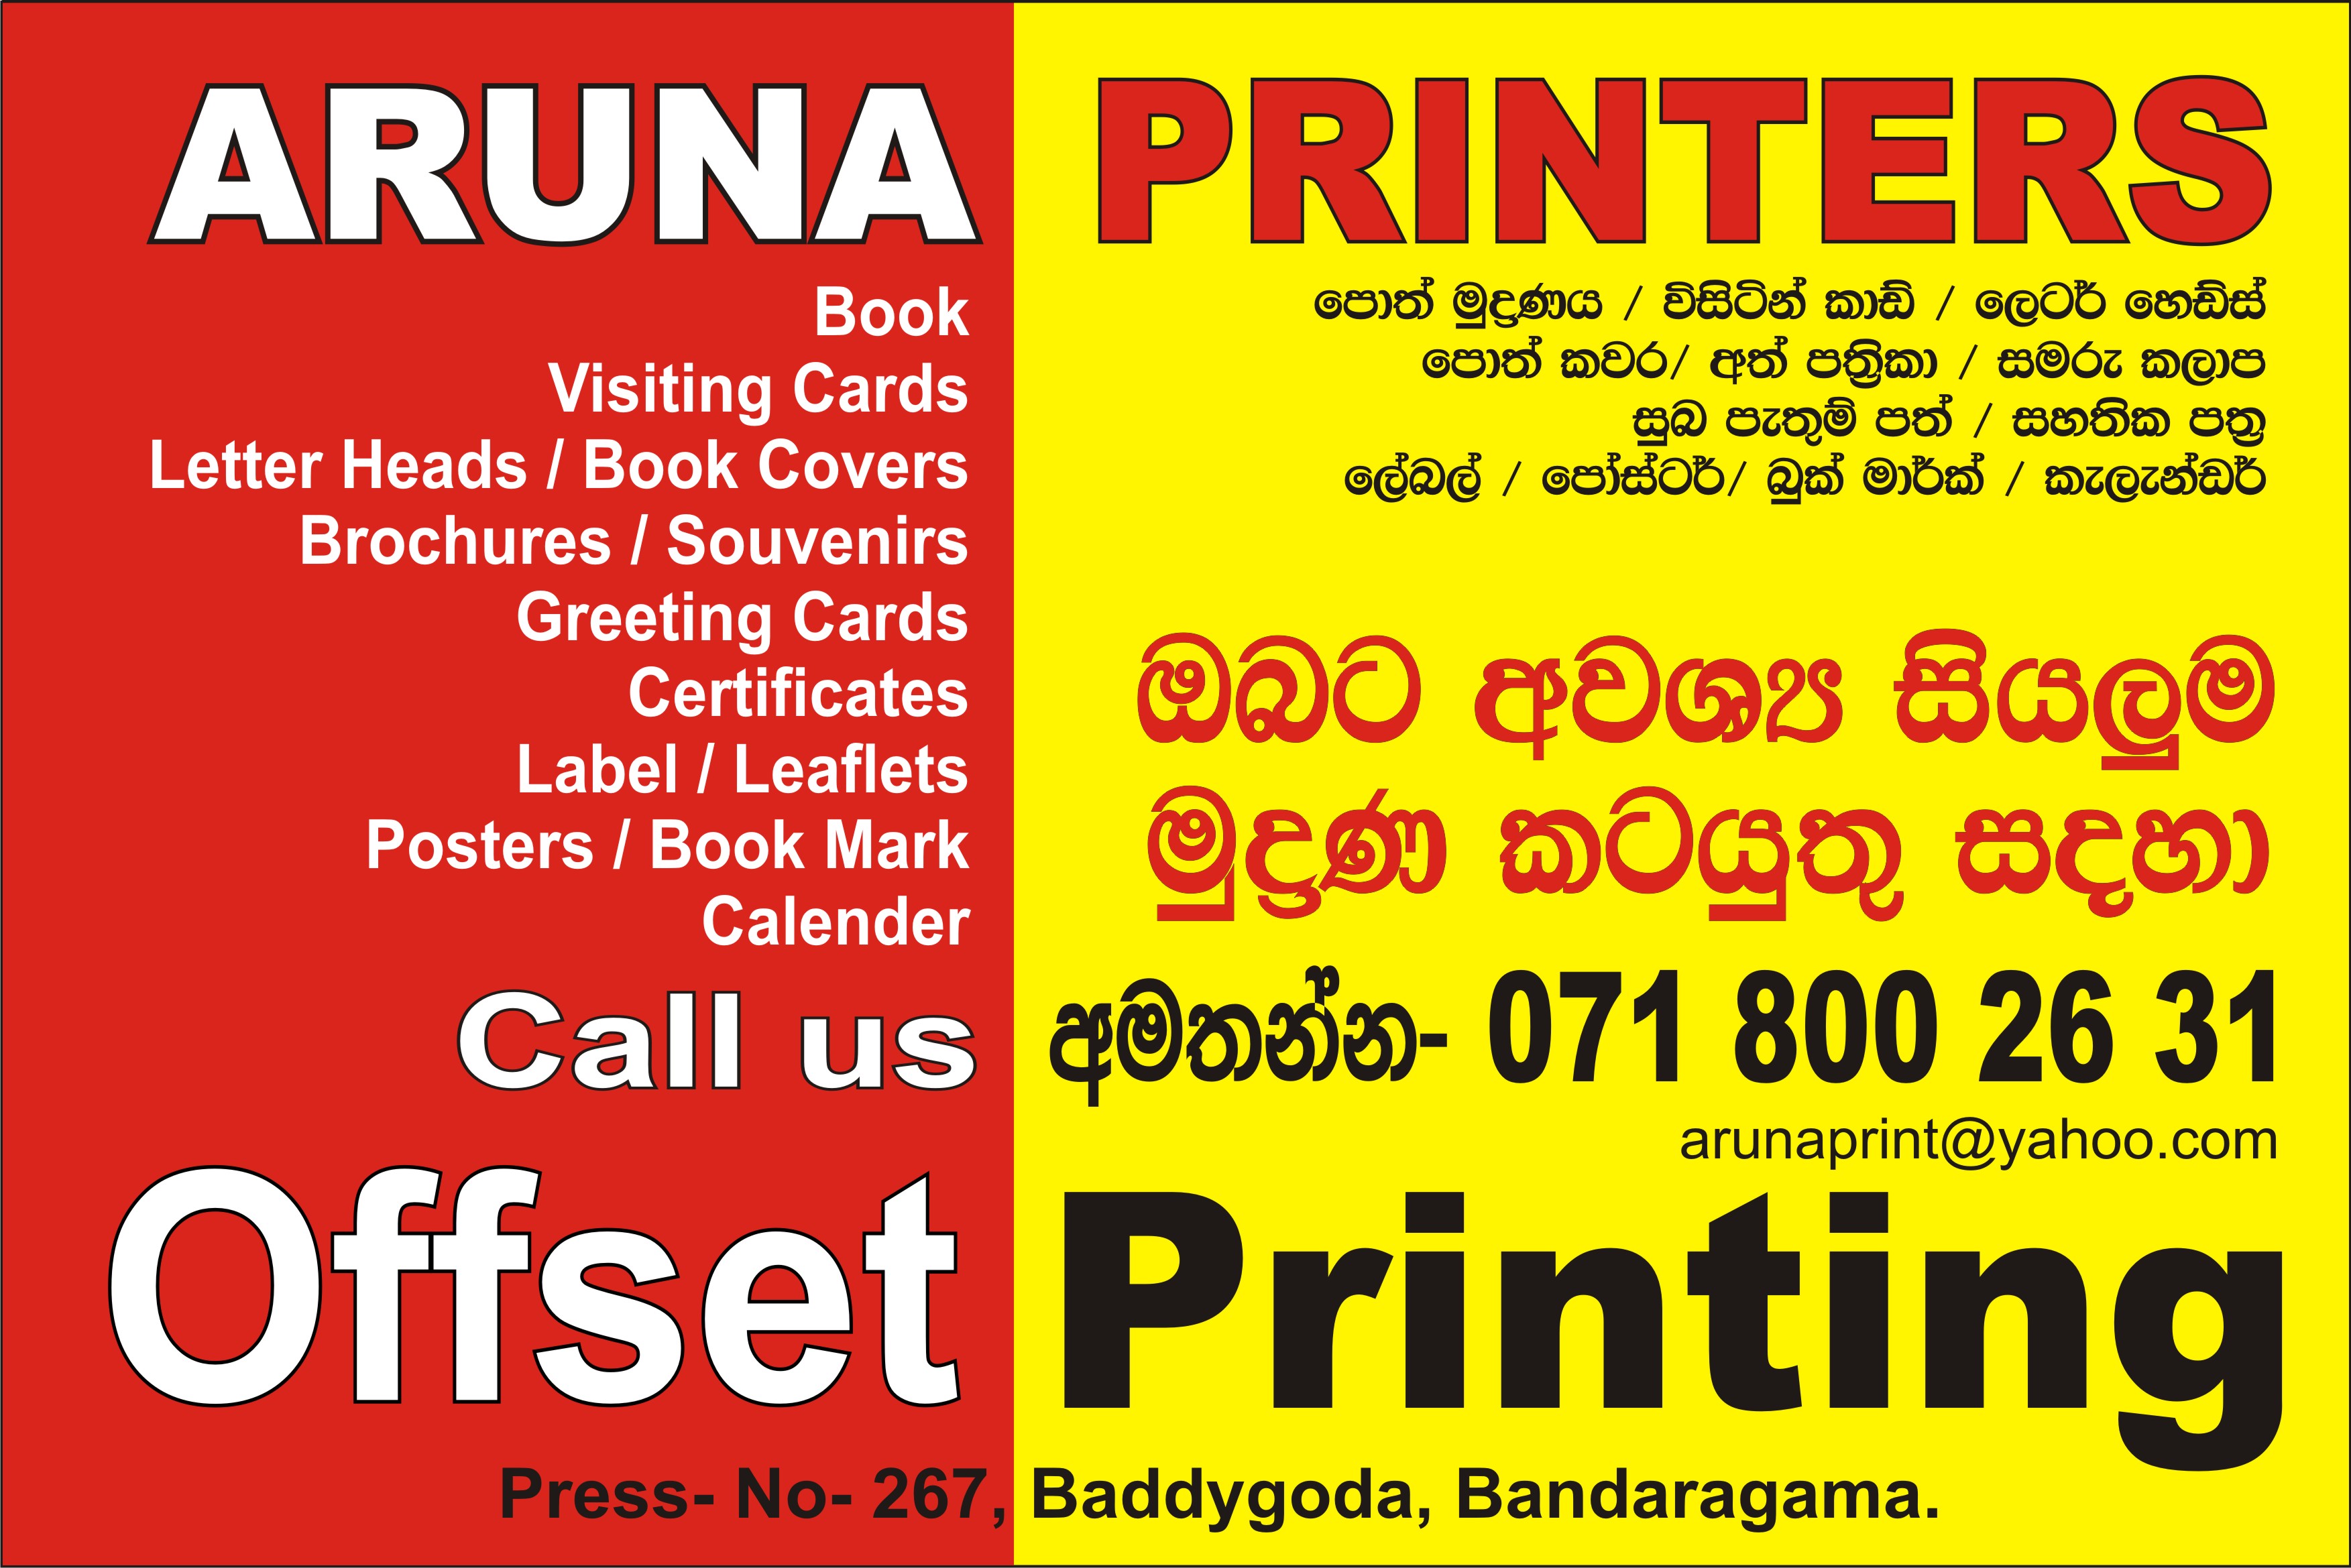 ARUNA PRINTERS
Book
Visiting Cards
Letter Heads / Book Covers
Brochures / Souvenirs
Greeting Cards
Certificates
Label / Leaflets
Posters / Book Mark
Calender
පොත් මුද්‍රණය / විසිටින් කාඩ් / ලෙටර් හෙඩ්ස්
පොත් කවර/ අත් පත්‍රිකා / සමරු කලාප
සුබ පැතුම් පත් / සහතික පත්‍ර
ලේබල් / පෝස්ටර්/ බුක් මාර්ක් / කැලැන්ඩර්
ඔබට අවශ්‍ය සියලුම
මුද්‍රණ කටයුතු සදහා
Call us
අමතන්න- 071 800 26 31
arunaprint@yahoo.com
Offset Printing
Press- No- 267, Baddygoda, Bandaragama.